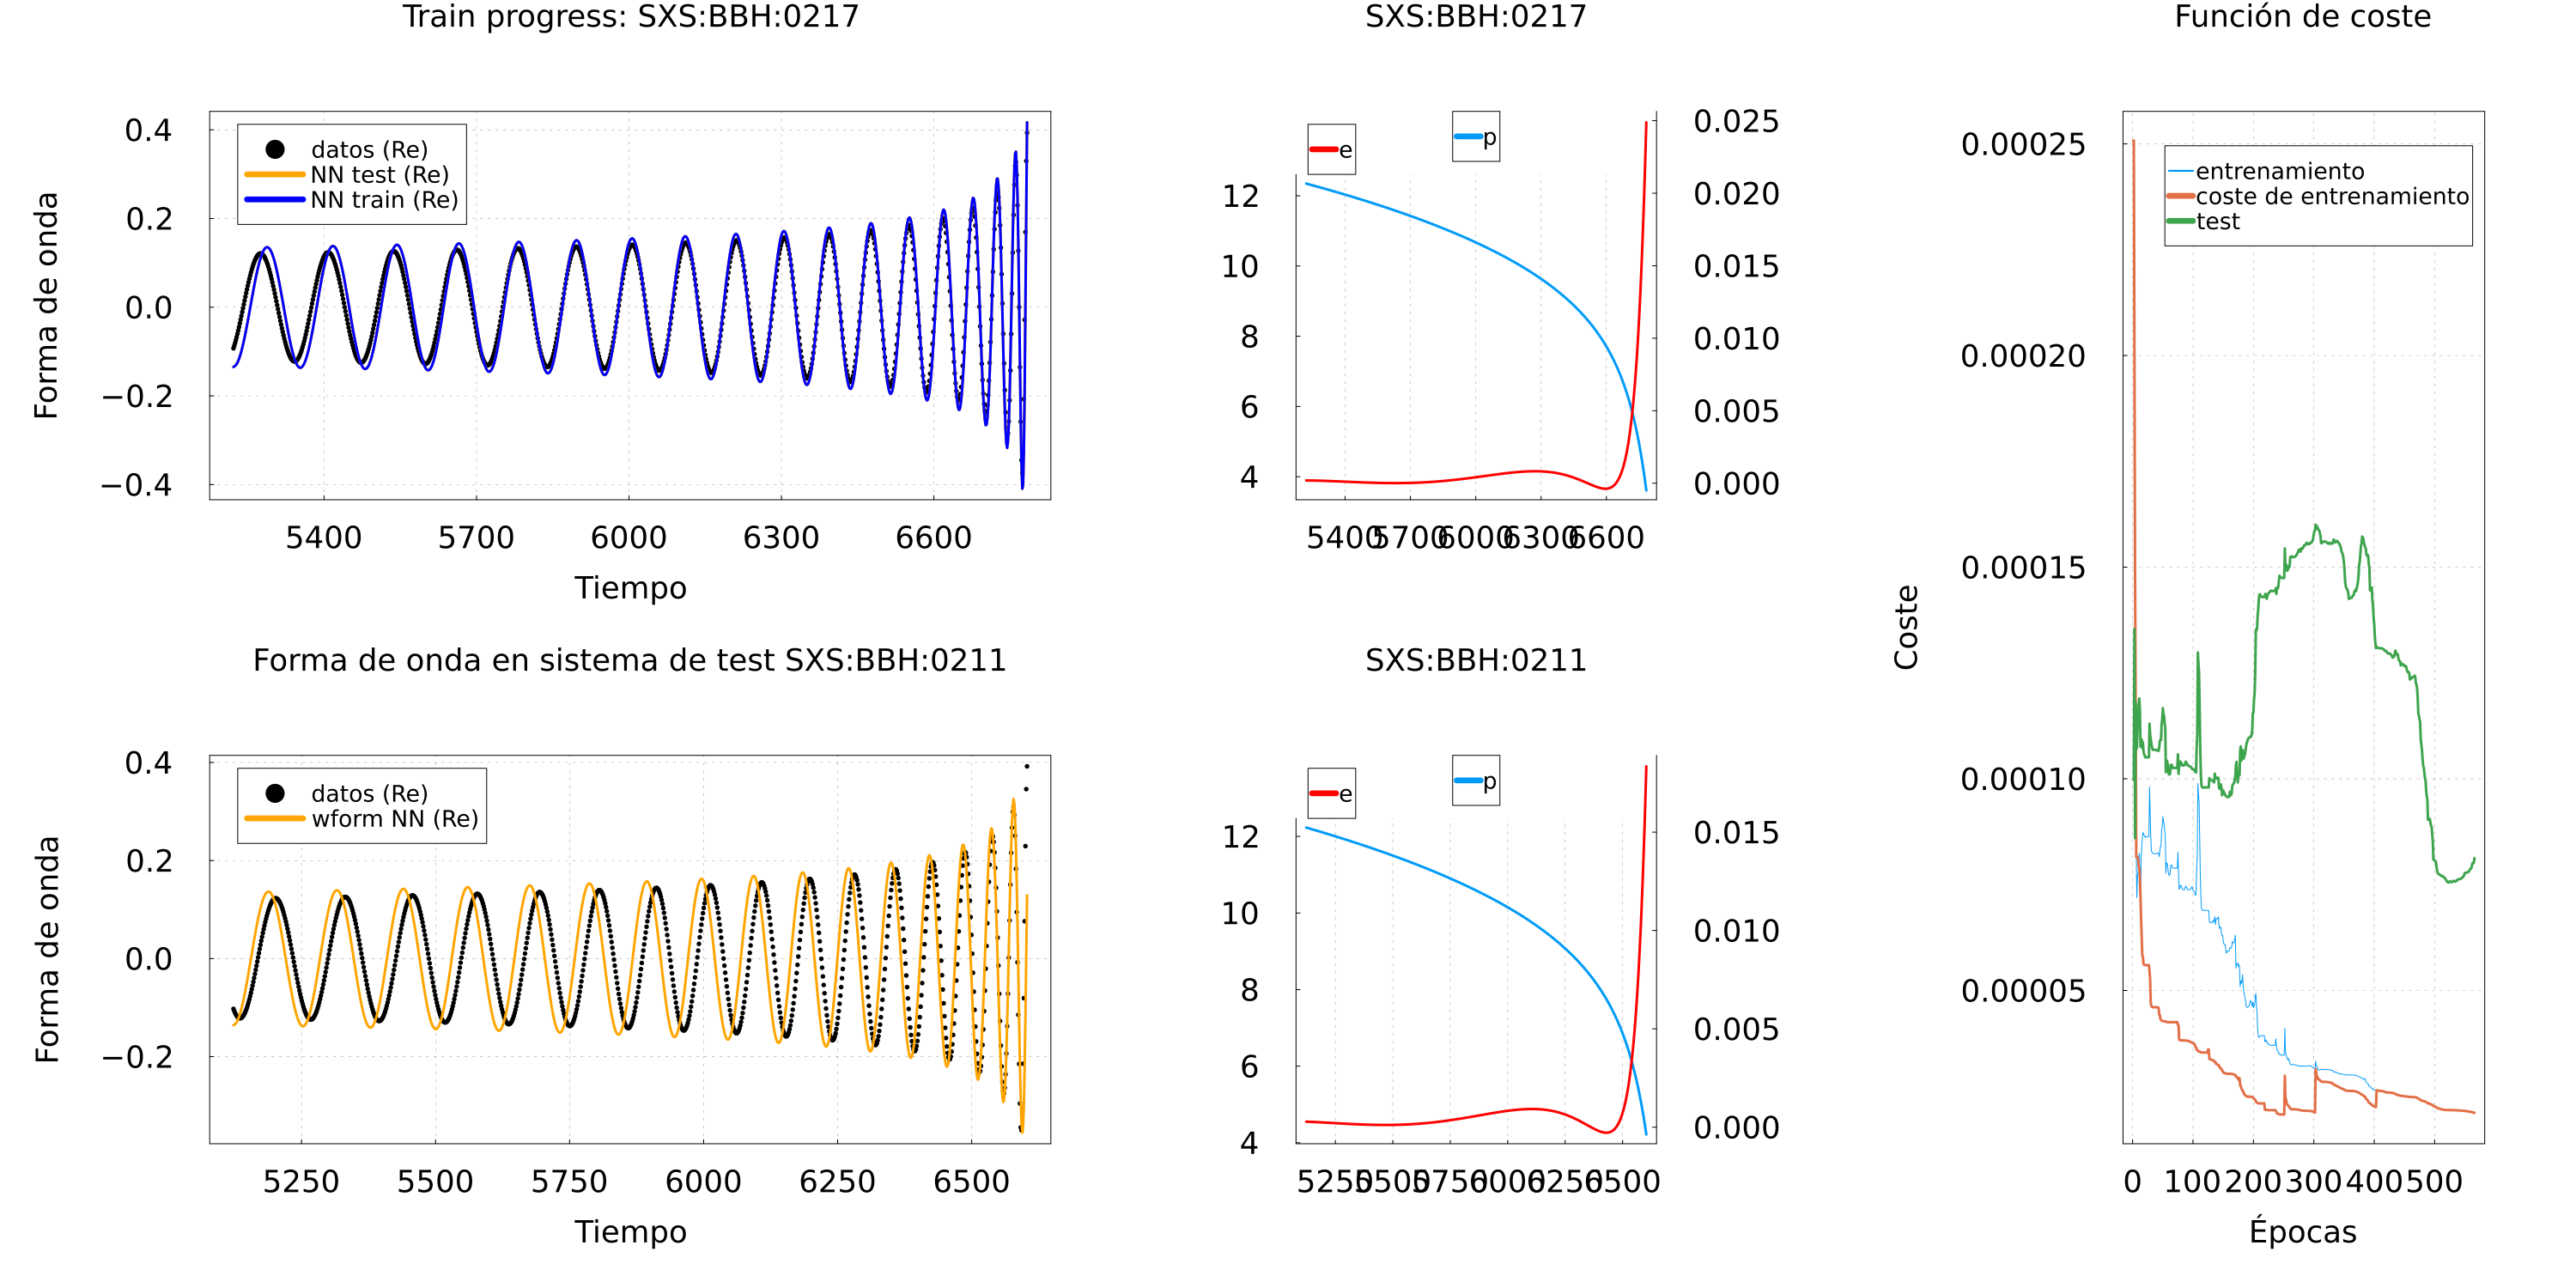 Train progress: SXS:BBH:0217
Forma de onda
0.4
0.2
0.0
−0.2
−0.4
datos (Re)
NN test (Re)
NN train (Re)
5400 5700 6000 6300 6600
Tiempo
SXS:BBH:0217
e
p
12
10
8
6
4
0.025
0.020
0.015
0.010
0.005
0.000
5400 5700 6000 6300 6600
Forma de onda en sistema de test SXS:BBH:0211
Forma de onda
0.4
0.2
0.0
−0.2
datos (Re)
wform NN (Re)
5250 5500 5750 6000 6250 6500
Tiempo
SXS:BBH:0211
e
p
12
10
8
6
4
0.015
0.010
0.005
0.000
5250 5500 5750 6000 6250 6500
Función de coste
Coste
0.00025
0.00020
0.00015
0.00010
0.00005
entrenamiento
coste de entrenamiento
test
0 100 200 300 400 500
Épocas